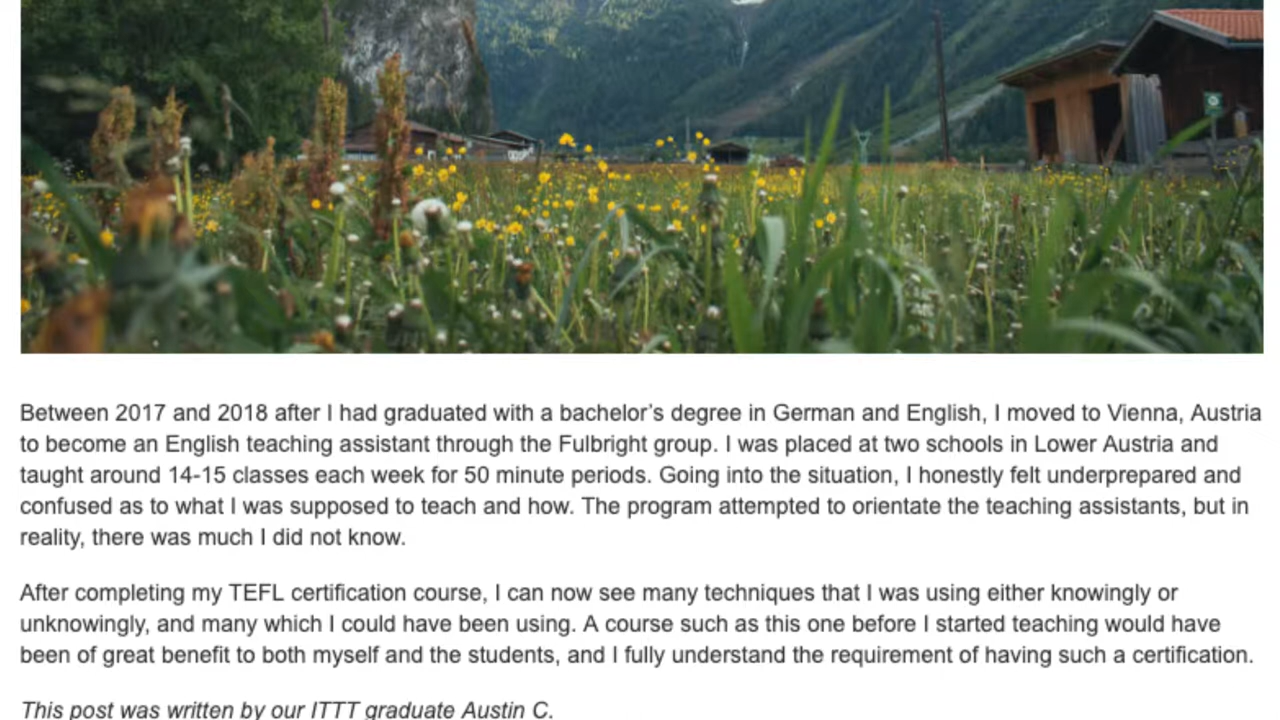 Between 2017 and 2018 after I had graduated with a bachelor’s degree in German and English, I moved to Vienna, Austria
to become an English teaching assistant through the Fulbright group. I was placed at two schools in Lower Austria and
taught around 14-15 classes each week for 50 minute periods. Going into the situation, I honestly felt underprepared and
confused as to what I was supposed to teach and how. The program attempted to orientate the teaching assistants, but in
reality, there was much I did not know.
After completing my TEFL certification course, I can now see many techniques that I was using either knowingly or
unknowingly, and many which I could have been using. A course such as this one before I started teaching would have
been of great benefit to both myself and the students, and I fully understand the requirement of having such a certification.
This post was written by our ITTT graduate Austin C.